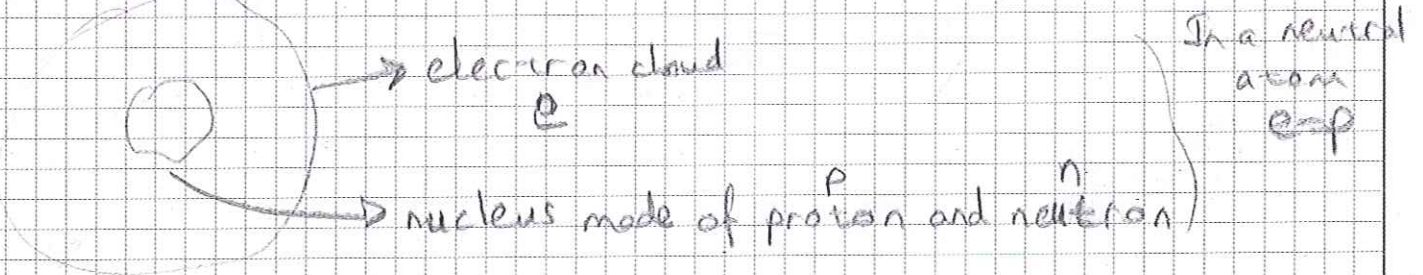 electron cloud
e
p n
nucleus made of proton and neutron
In a neutral
atom
e=p